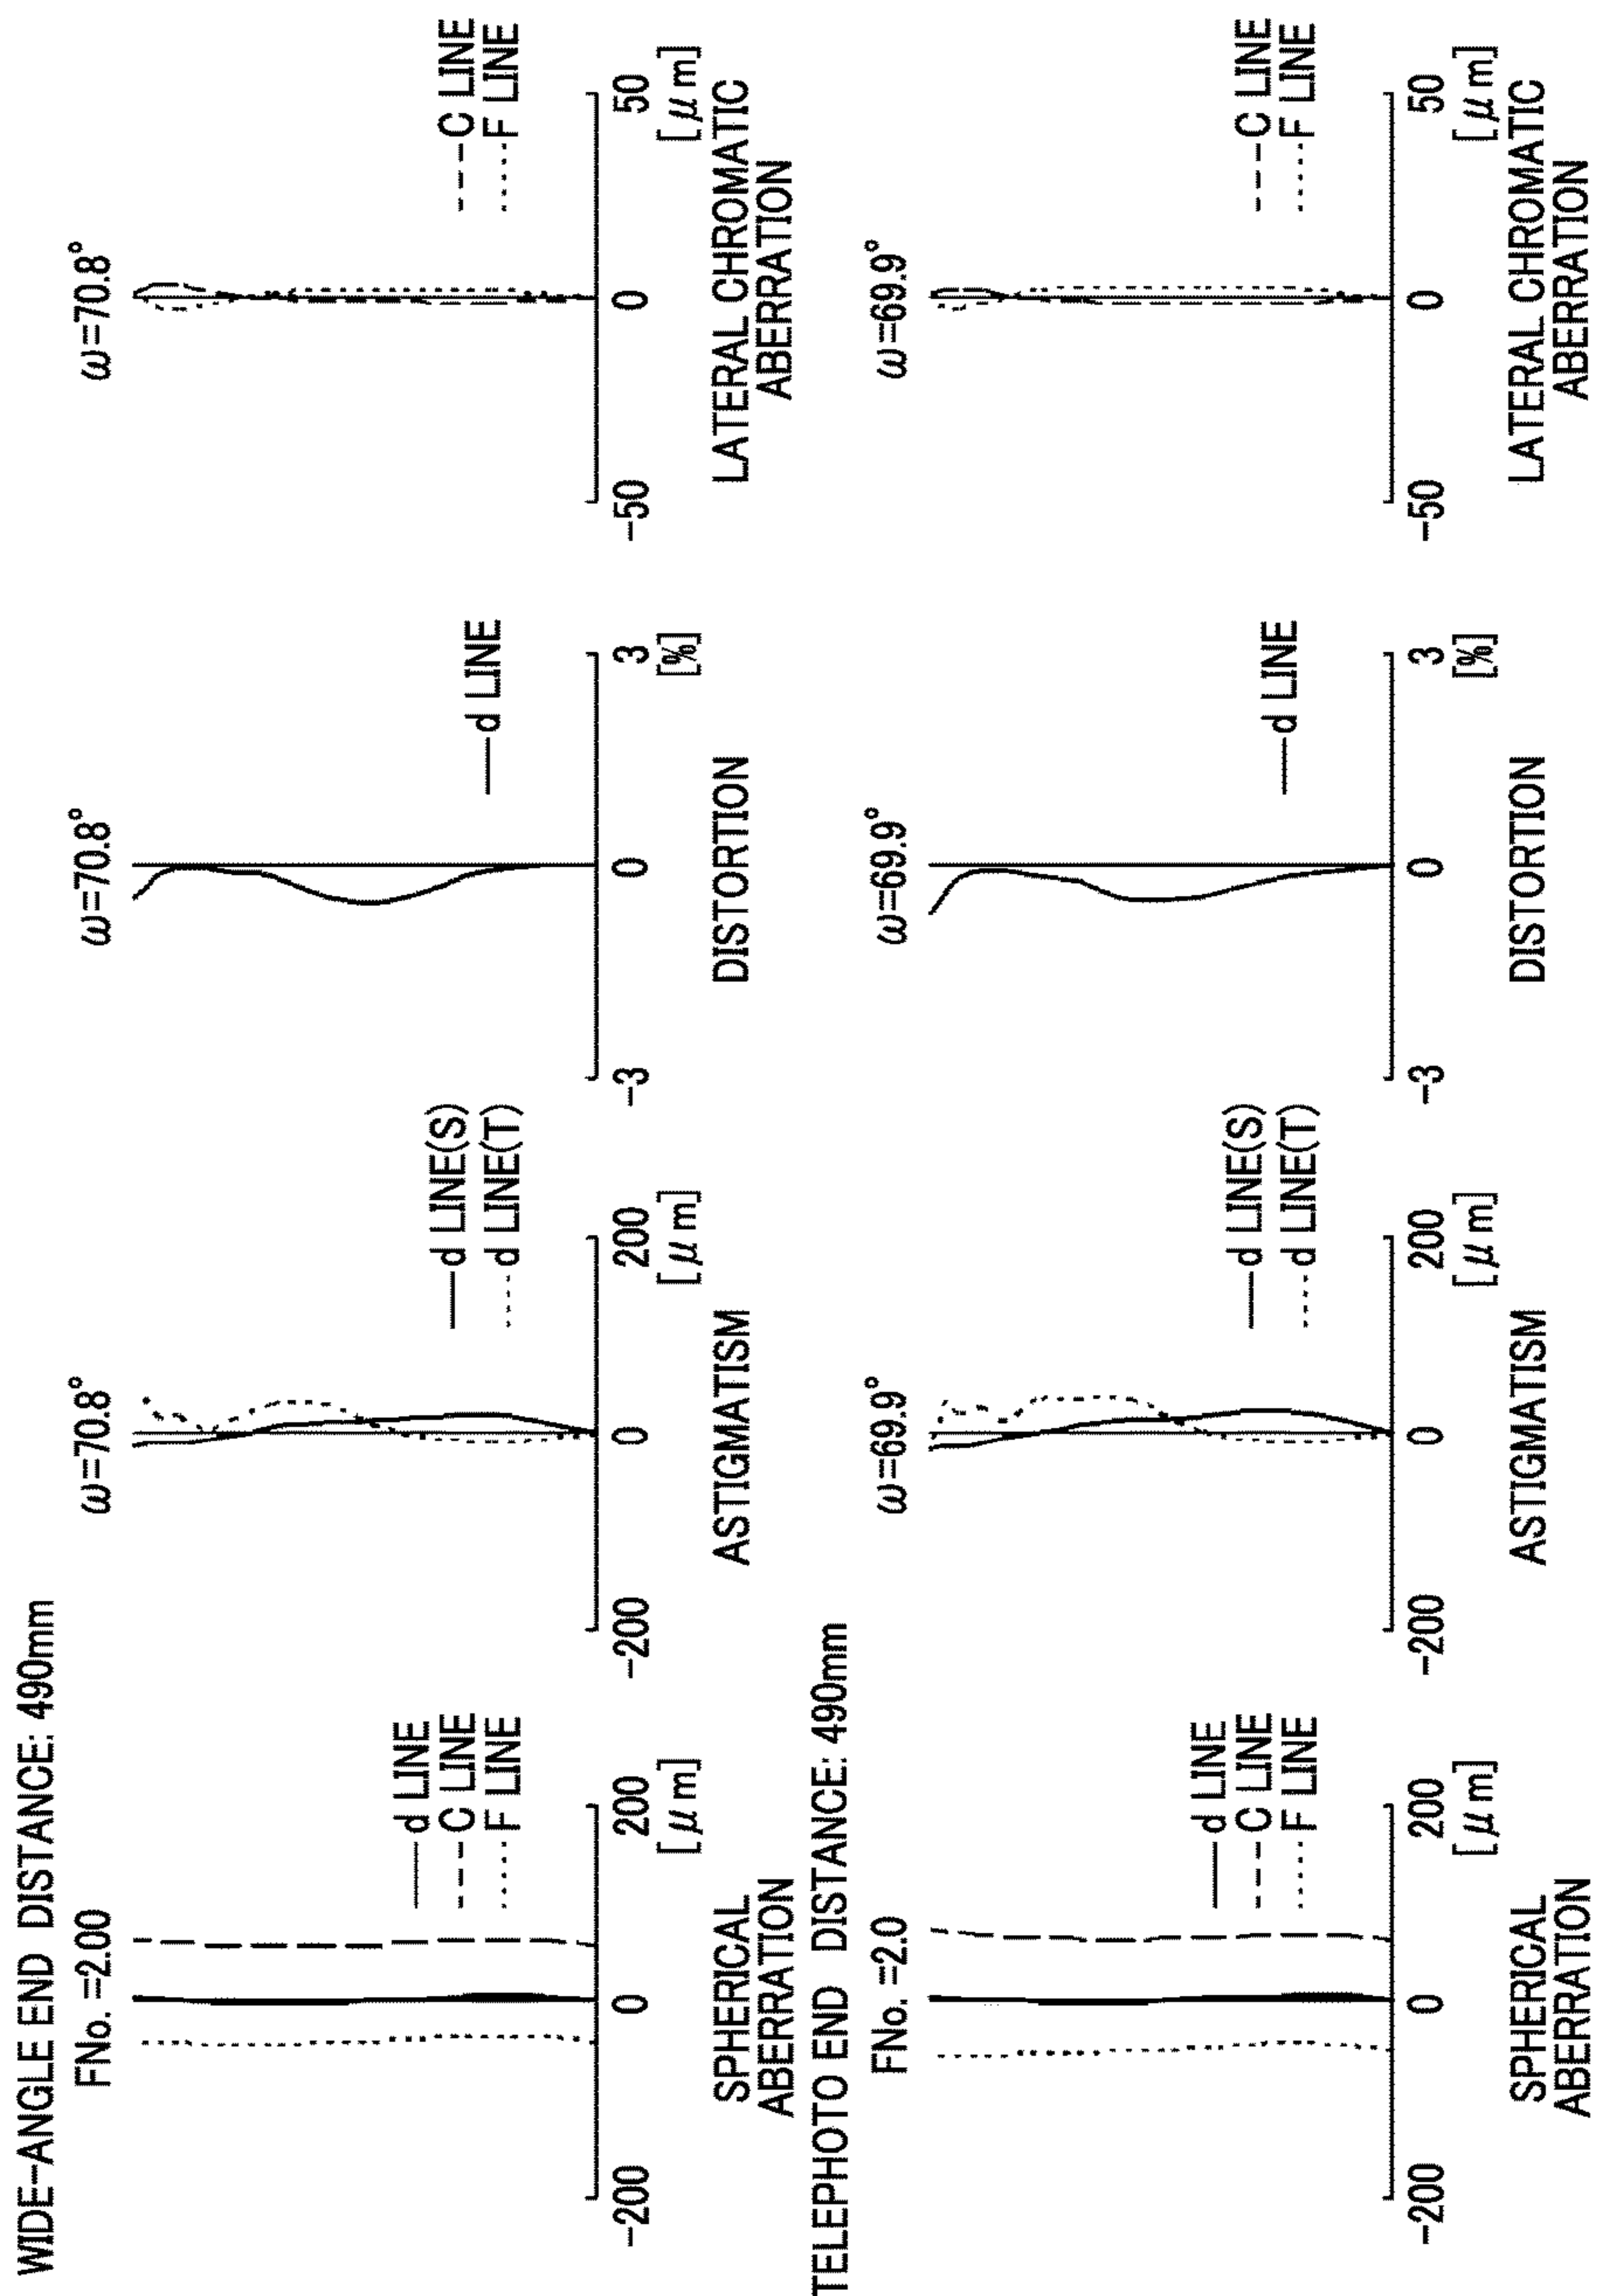 WIDE-ANGLE END DISTANCE: 490mm
FNo. =2.00
d LINE
C LINE
F LINE
-200
0
200
[μm]
SPHERICAL
ABERRATION
ω=70.8°
d LINE(S)
d LINE(T)
-200
0
200
[μm]
ASTIGMATISM
ω=70.8°
d LINE
-3
0
3
[%]
DISTORTION
ω=70.8°
C LINE
F LINE
-50
0
50
[μm]
LATERAL CHROMATIC
ABERRATION
TELEPHOTO END DISTANCE: 490mm
FNo. =2.0
d LINE
C LINE
F LINE
-200
0
200
[μm]
SPHERICAL
ABERRATION
ω=69.9°
d LINE(S)
d LINE(T)
-200
0
200
[μm]
ASTIGMATISM
ω=69.9°
d LINE
-3
0
3
[%]
DISTORTION
ω=69.9°
C LINE
F LINE
-50
0
50
[μm]
LATERAL CHROMATIC
ABERRATION